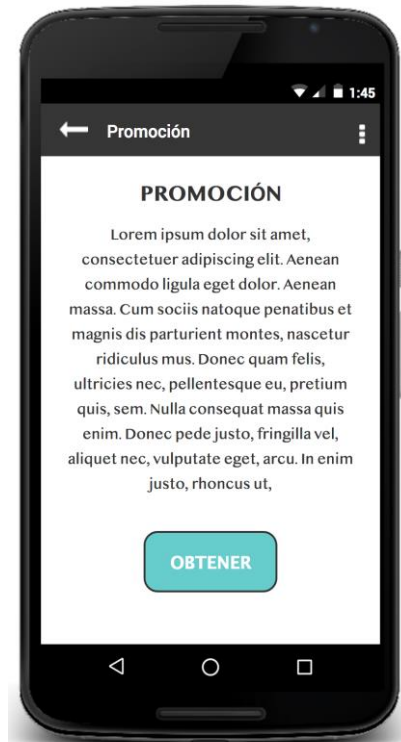 1:45
Promoción
PROMOCIÓN
Lorem ipsum dolor sit amet,
consectetuer adipiscing elit. Aenean
commodo ligula eget dolor. Aenean
massa. Cum sociis natoque penatibus et
magnis dis parturient montes, nascetur
ridiculus mus. Donec quam felis,
ultricies nec, pellentesque eu, pretium
quis, sem. Nulla consequat massa quis
enim. Donec pede justo, fringilla vel,
aliquet nec, vulputate eget, arcu. In enim
justo, rhoncus ut,
OBTENER